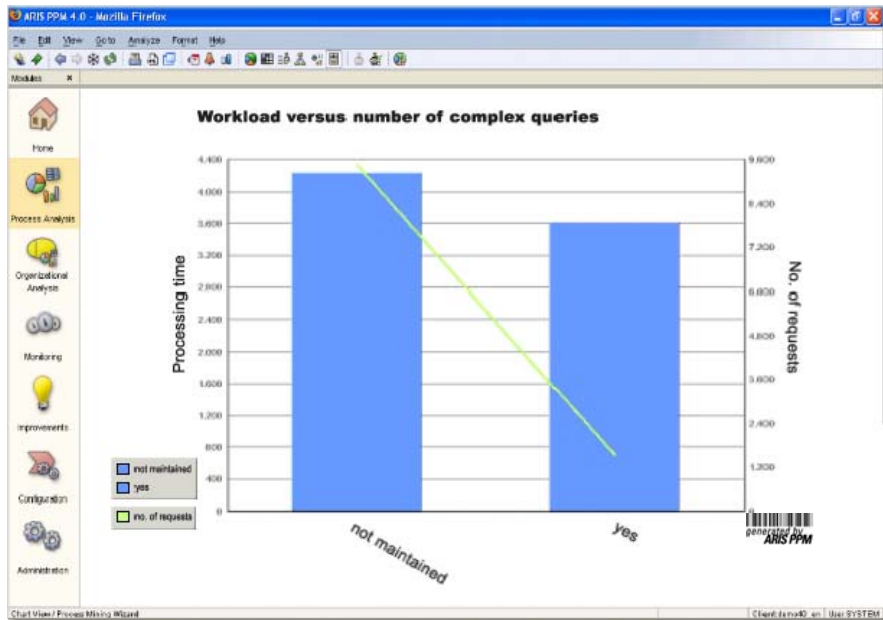 ARIS PPM 4.0 - Mozilla Firefox
File Edit View Goto Analyze Format Help
Modules x
Home
Process Analysis
Organizational
Analysis
Monitoring
Improvements
Configuration
Administration
Workload versus number of complex queries
Processing time
4,400
4.000
3,600
3.200
2,800
2.400
2.000
1,600
1,200
800
400
0
No. of requests
9,600
8,400
7,200
6,000
4,800
3,600
2,400
1,200
0
not maintained
yes
no. of requests
not maintained
yes
generated by
ARIS PPM
Chart View / Process Mining Wizard
Client: demo40_en User: SYSTEM